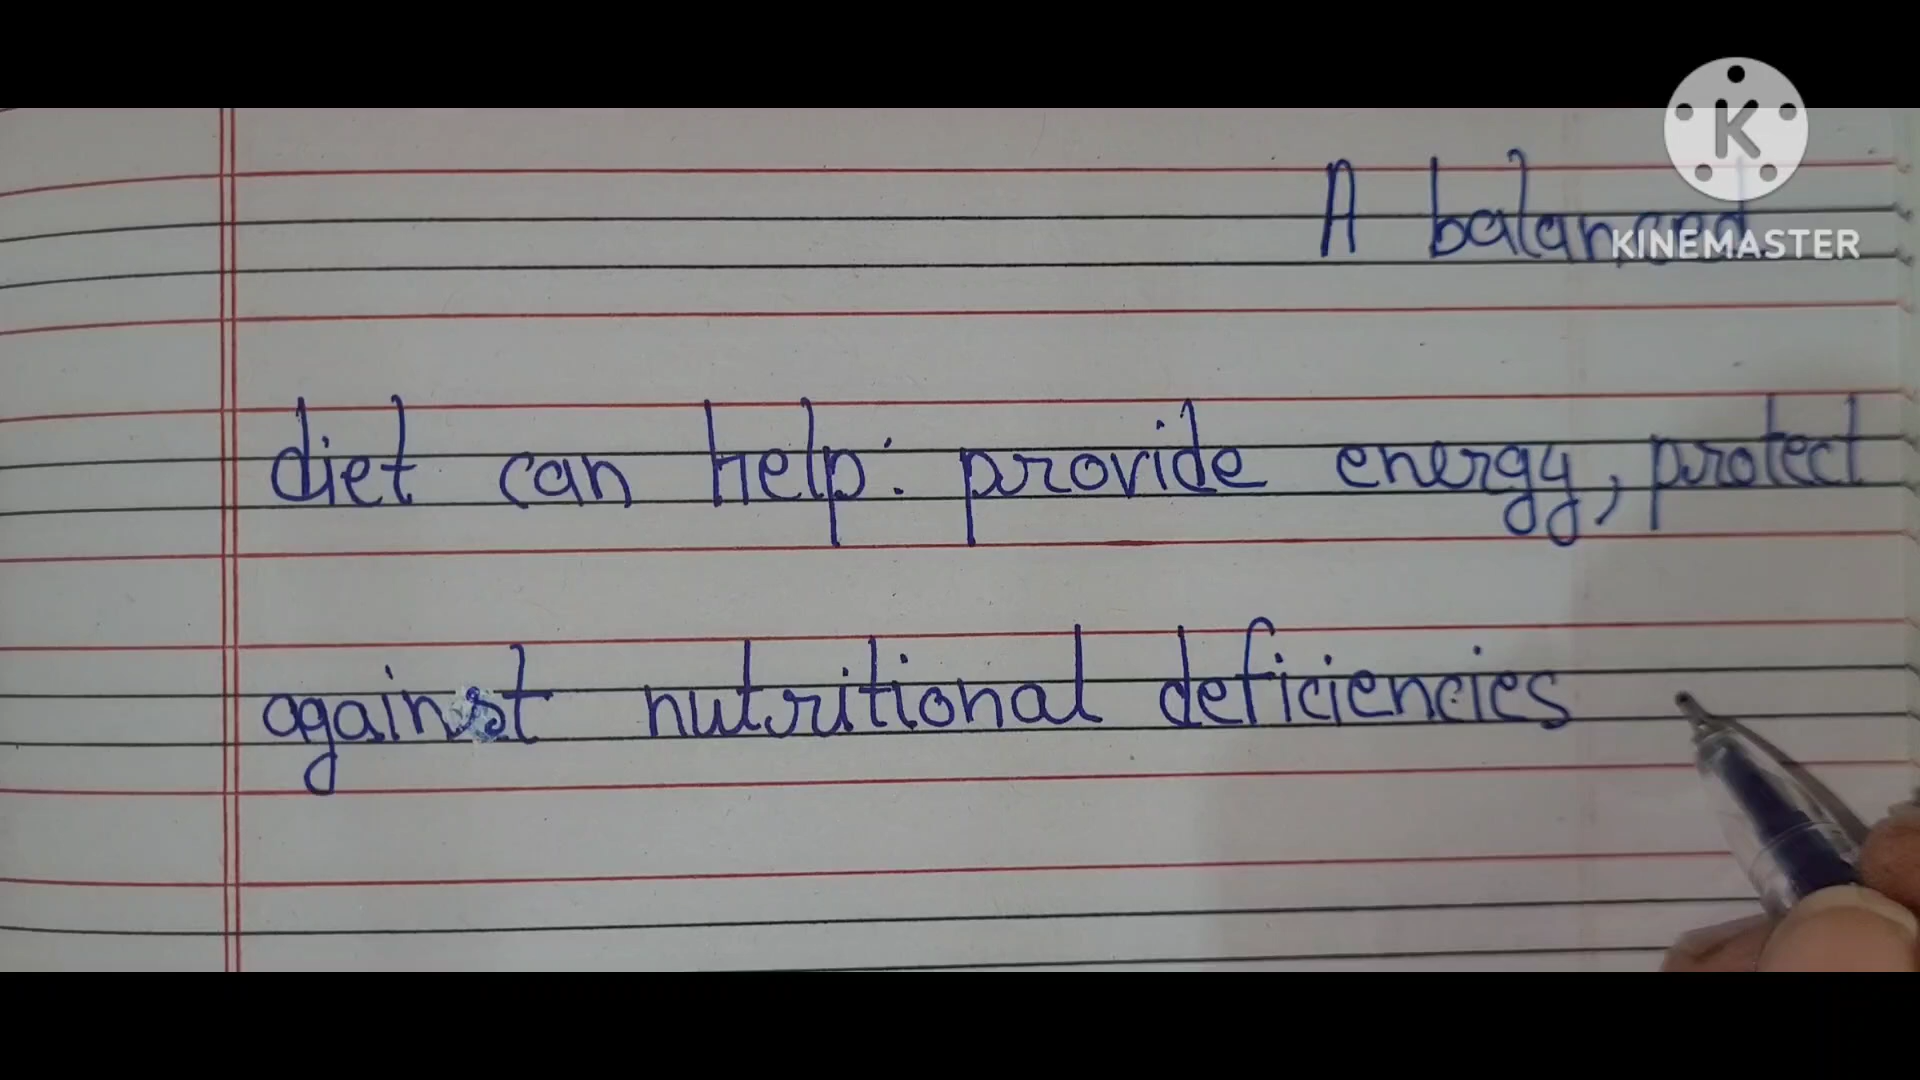 K
A balanced
KINEMASTER
diet can help: provide energy, protect
against nutritional deficiencies